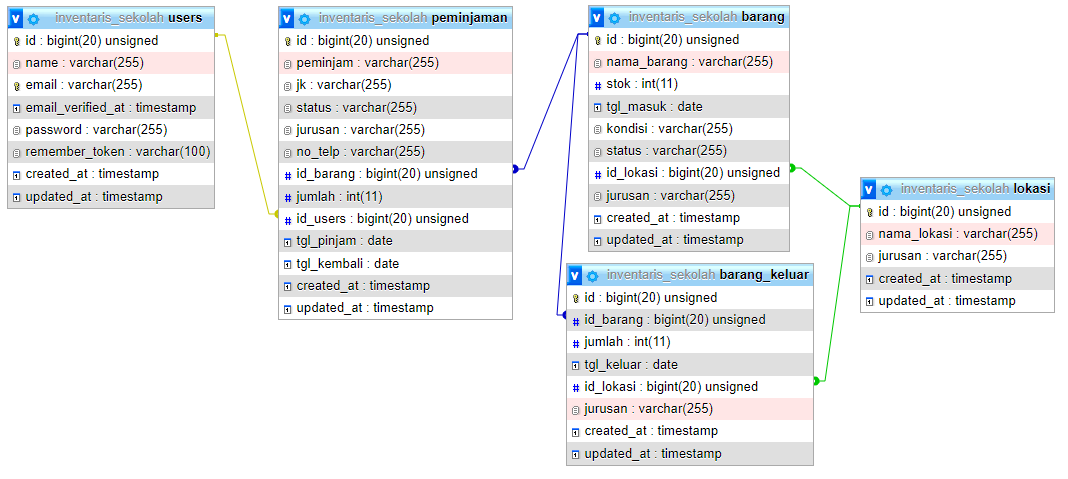 inventaris_sekolah users
id : bigint(20) unsigned
name : varchar(255)
email : varchar(255)
email_verified_at : timestamp
password : varchar(255)
remember_token : varchar(100)
created_at : timestamp
updated_at : timestamp
inventaris_sekolah peminjaman
id : bigint(20) unsigned
peminjam : varchar(255)
jk : varchar(255)
status : varchar(255)
jurusan : varchar(255)
no_telp : varchar(255)
id_barang : bigint(20) unsigned
jumlah : int(11)
id_users : bigint(20) unsigned
tgl_pinjam : date
tgl_kembali : date
created_at : timestamp
updated_at : timestamp
inventaris_sekolah barang
id : bigint(20) unsigned
nama_barang : varchar(255)
stok : int(11)
tgl_masuk : date
kondisi : varchar(255)
status : varchar(255)
id_lokasi : bigint(20) unsigned
jurusan : varchar(255)
created_at : timestamp
updated_at : timestamp
inventaris_sekolah barang_keluar
id : bigint(20) unsigned
id_barang : bigint(20) unsigned
jumlah : int(11)
tgl_keluar : date
id_lokasi : bigint(20) unsigned
jurusan : varchar(255)
created_at : timestamp
updated_at : timestamp
inventaris_sekolah lokasi
id : bigint(20) unsigned
nama_lokasi : varchar(255)
jurusan : varchar(255)
created_at : timestamp
updated_at : timestamp